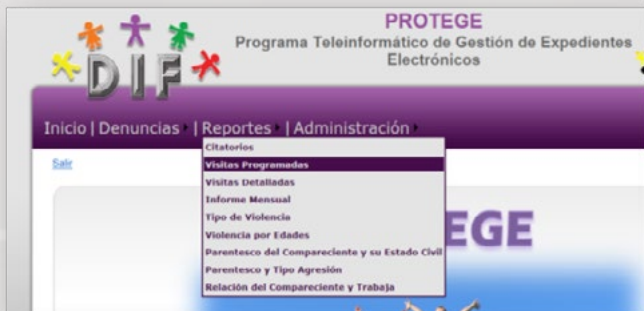 PROTEGE
Programa Teleinformático de Gestión de Expedientes
Electrónicos
DIF
Inicio | Denuncias | Reportes | Administración
Salir
Citatorios
Visitas Programadas
Visitas Detalladas
Informe Mensual
Tipo de Violencia
Violencia por Edades
Parentesco del Compareciente y su Estado Civil
Parentesco y Tipo Agresión
Relación del Compareciente y Trabaja
EGE